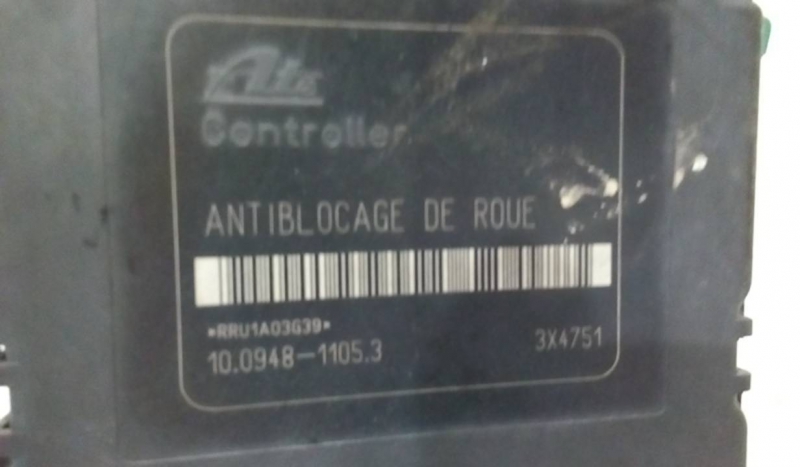 Ate
Controller
ANTIBLOCAGE DE ROUE
*RRU1A03G39*
10.0948-1105.3 3X4751